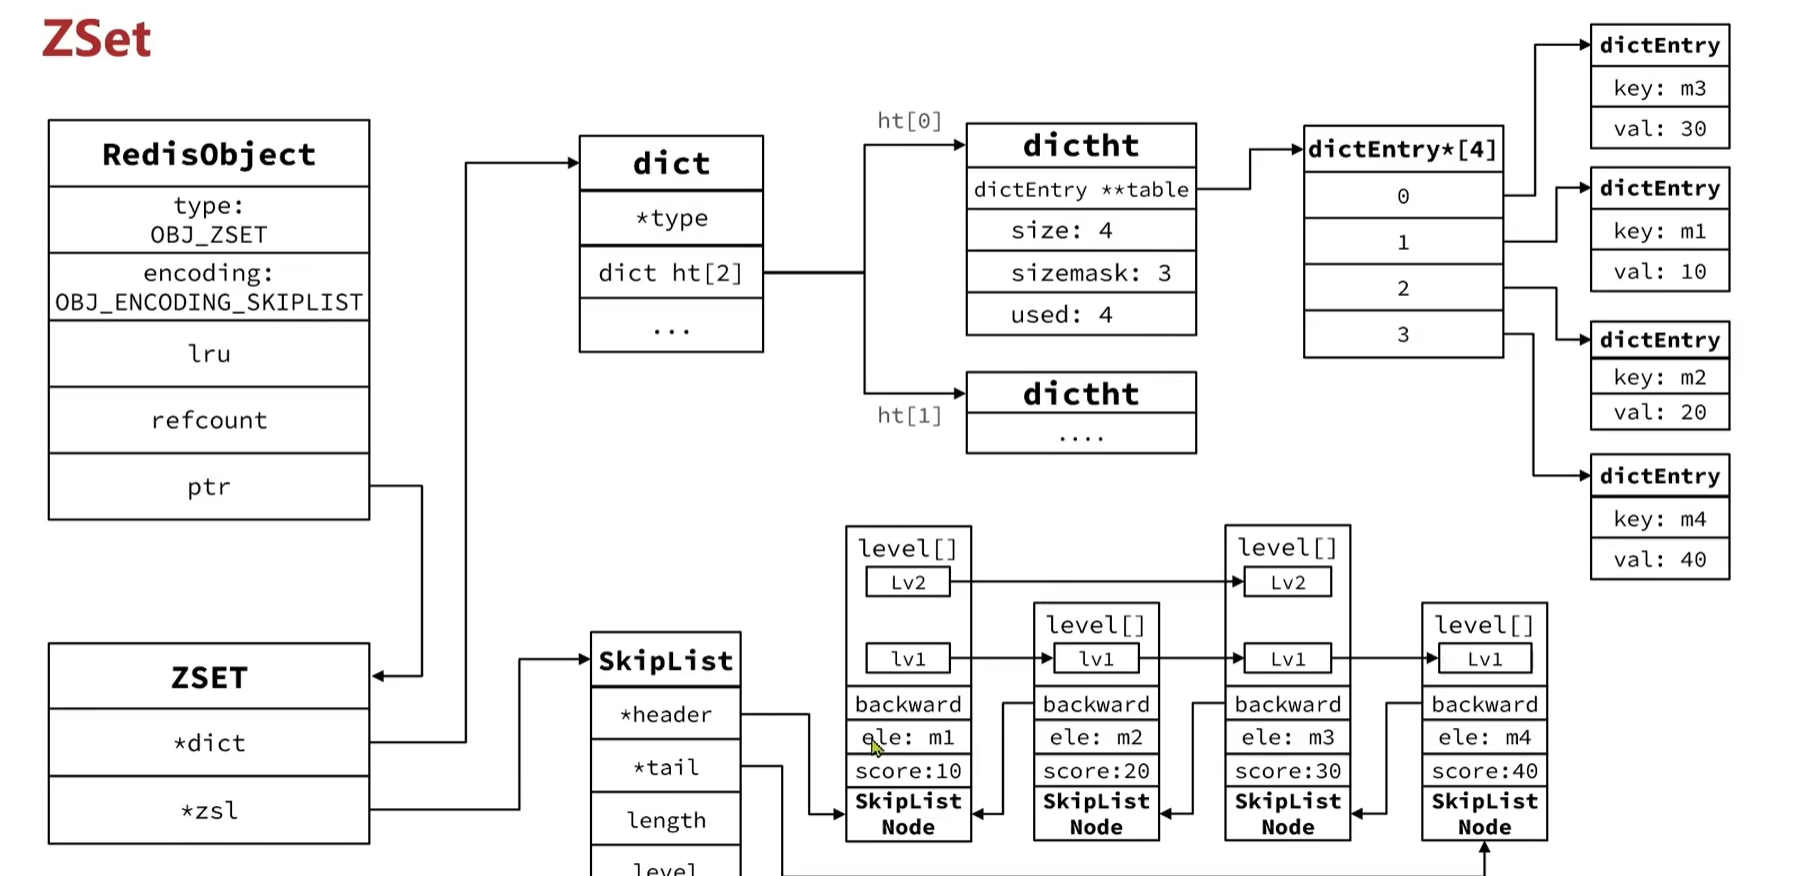 ZSet
RedisObject
type:
OBJ_ZSET
encoding:
OBJ_ENCODING_SKIPLIST
lru
refcount
ptr
ZSET
*dict
*zsl
dict
*type
dict ht[2]
...
ht[0]
ht[1]
dictht
dictEntry **table
size: 4
sizemask: 3
used: 4
dictht
....
dictEntry*[4]
0
1
2
3
dictEntry
key: m3
val: 30
dictEntry
key: m1
val: 10
dictEntry
key: m2
val: 20
dictEntry
key: m4
val: 40
SkipList
*header
*tail
length
level
level[]
Lv2
lv1
backward
ele: m1
score:10
SkipList
Node
level[]
lv1
backward
ele: m2
score:20
SkipList
Node
level[]
Lv2
Lv1
backward
ele: m3
score:30
SkipList
Node
level[]
Lv1
backward
ele: m4
score:40
SkipList
Node